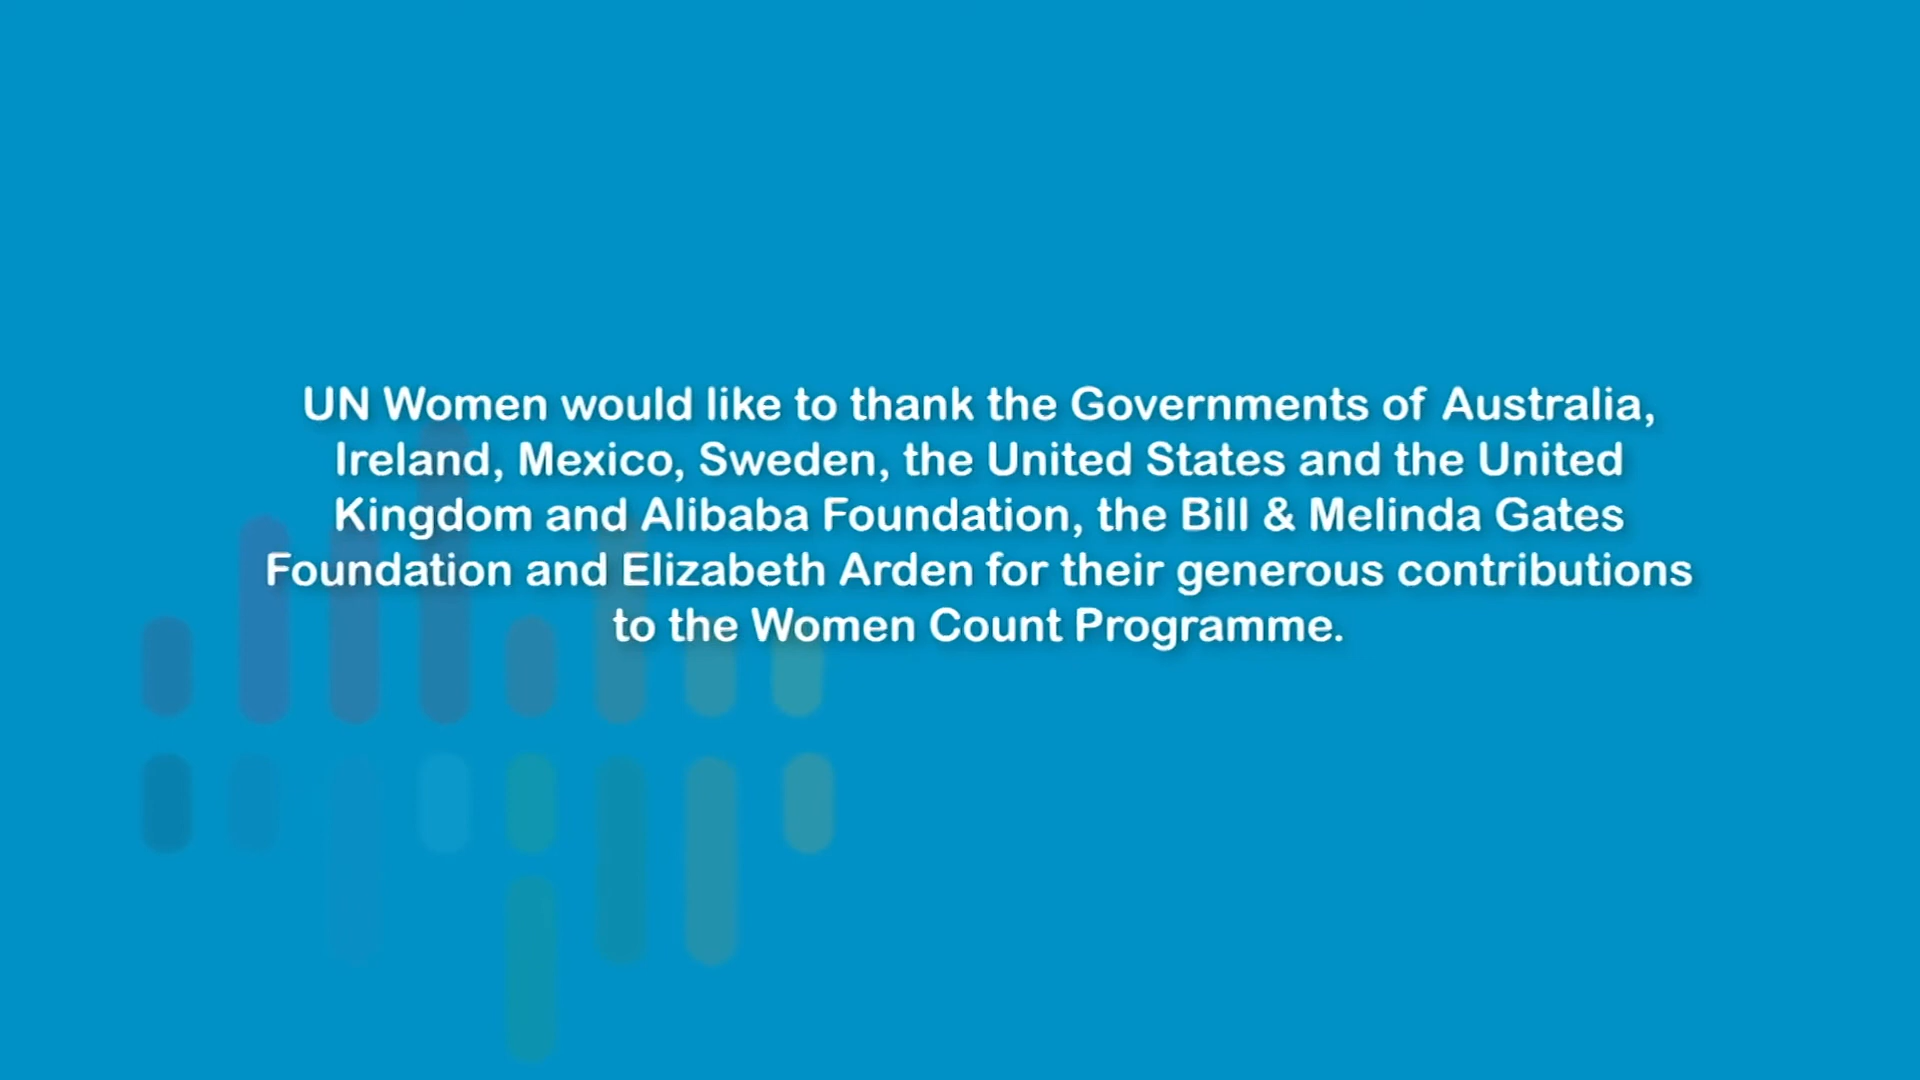 UN Women would like to thank the Governments of Australia,
Ireland, Mexico, Sweden, the United States and the United
Kingdom and Alibaba Foundation, the Bill & Melinda Gates
Foundation and Elizabeth Arden for their generous contributions
to the Women Count Programme.